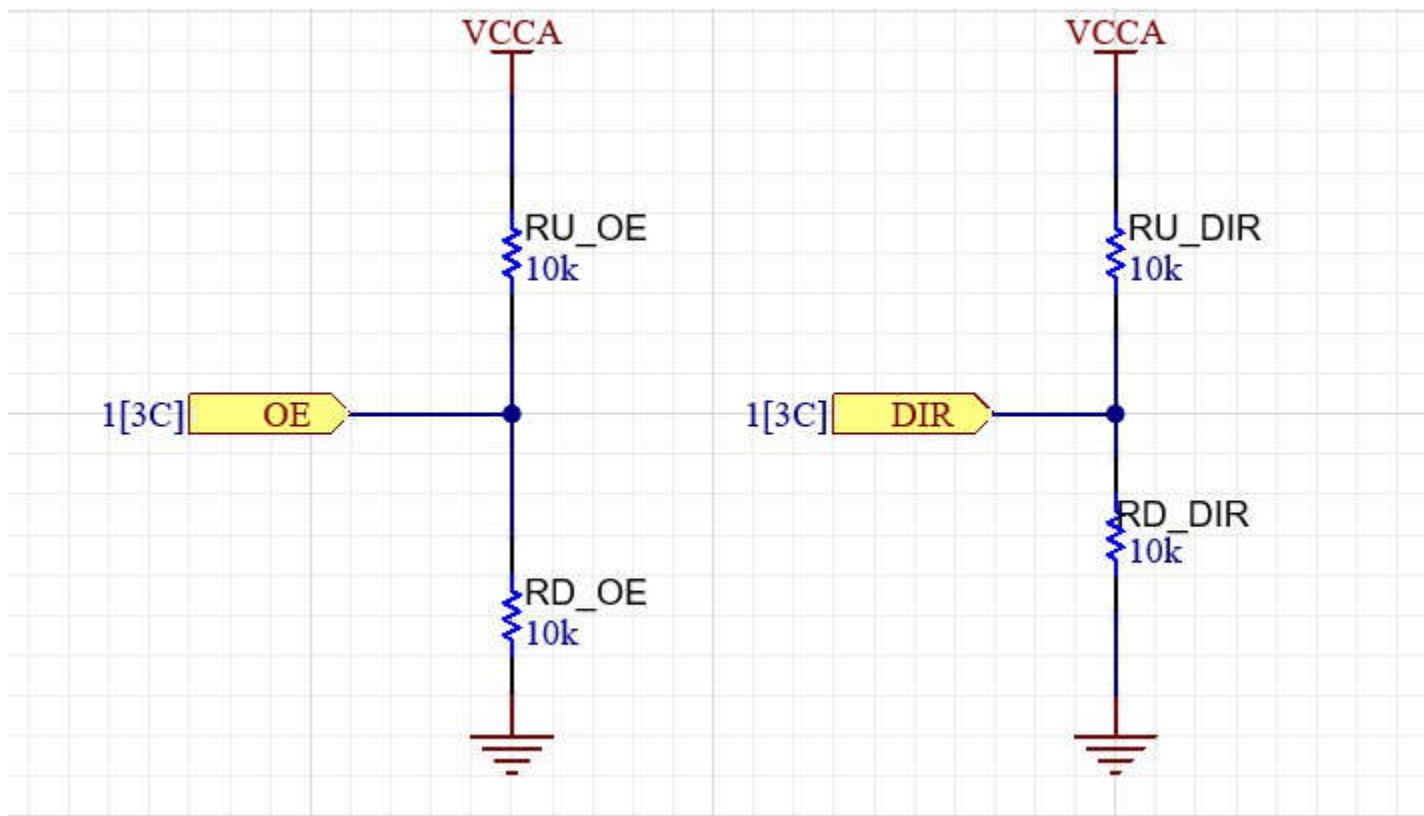 VCCA
VCCA
RU_OE
10k
RU_DIR
10k
1[3C] OE
1[3C] DIR
RD_DIR
10k
RD_OE
10k